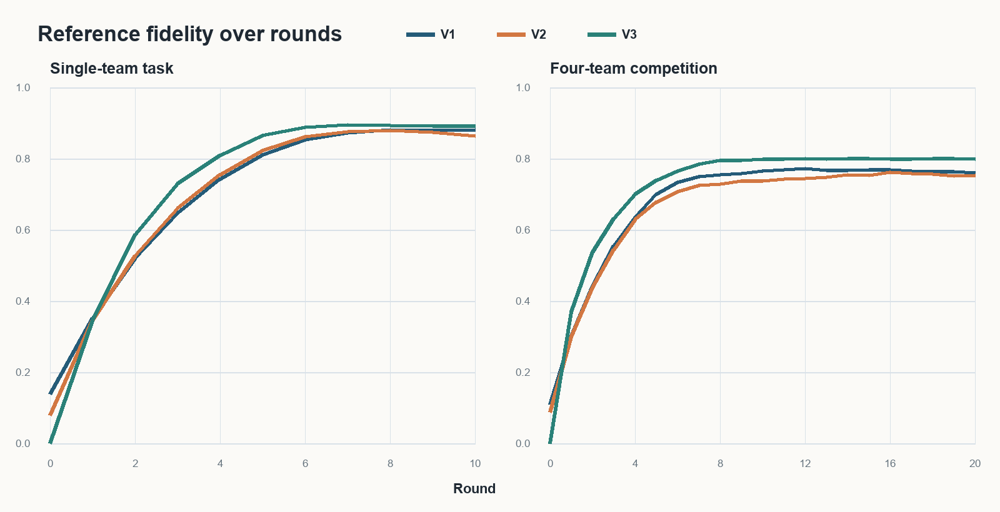 Reference fidelity over rounds
V1 V2 V3
Single-team task
1.0
0.8
0.6
0.4
0.2
0.0
0 2 4 6 8 10
Four-team competition
1.0
0.8
0.6
0.4
0.2
0.0
0 4 8 12 16 20
Round